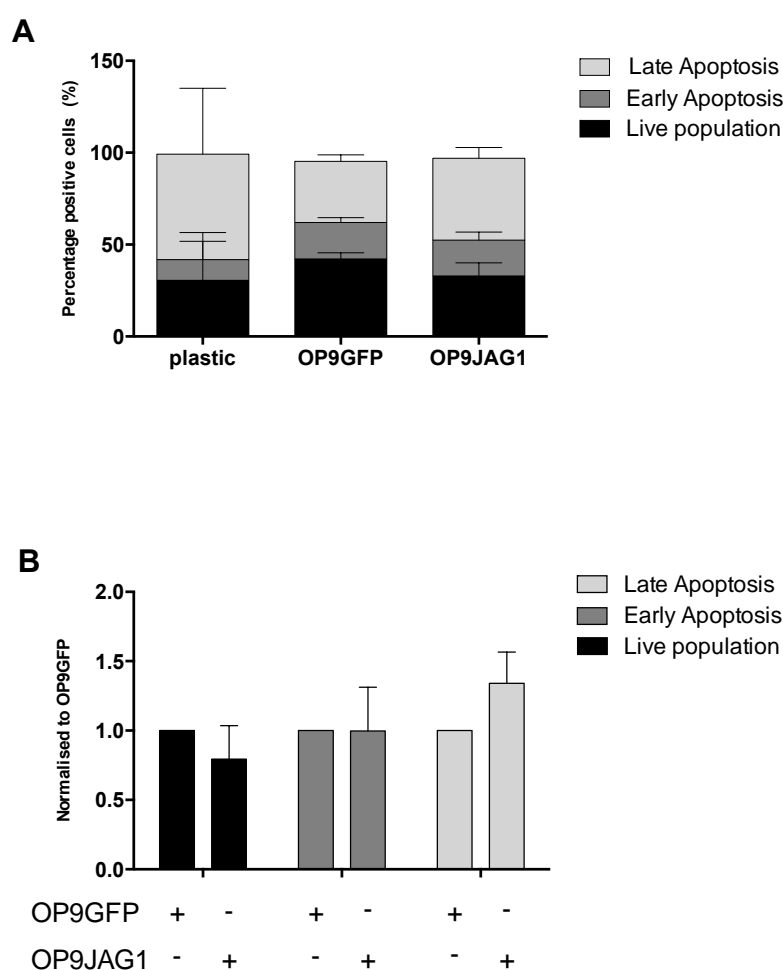 A
150
100
50
0
Percentage positive cells (%)
plastic OP9GFP OP9JAG1
Late Apoptosis
Early Apoptosis
Live population
B
2.0
1.5
1.0
0.5
0.0
Normalised to OP9GFP
Late Apoptosis
Early Apoptosis
Live population
OP9GFP + - + - + -
OP9JAG1 - + - + - +